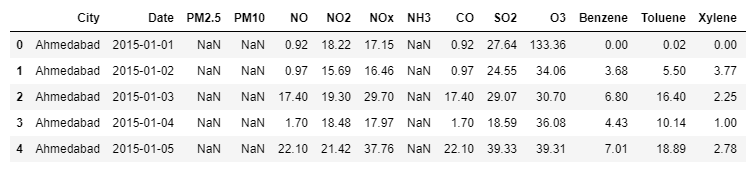 City Date PM2.5 PM10 NO NO2 NOx NH3 CO SO2 O3 Benzene Toluene Xylene
0 Ahmedabad 2015-01-01 NaN NaN 0.92 18.22 17.15 NaN 0.92 27.64 133.36 0.00 0.02 0.00
1 Ahmedabad 2015-01-02 NaN NaN 0.97 15.69 16.46 NaN 0.97 24.55 34.06 3.68 5.50 3.77
2 Ahmedabad 2015-01-03 NaN NaN 17.40 19.30 29.70 NaN 17.40 29.07 30.70 6.80 16.40 2.25
3 Ahmedabad 2015-01-04 NaN NaN 1.70 18.48 17.97 NaN 1.70 18.59 36.08 4.43 10.14 1.00
4 Ahmedabad 2015-01-05 NaN NaN 22.10 21.42 37.76 NaN 22.10 39.33 39.31 7.01 18.89 2.78